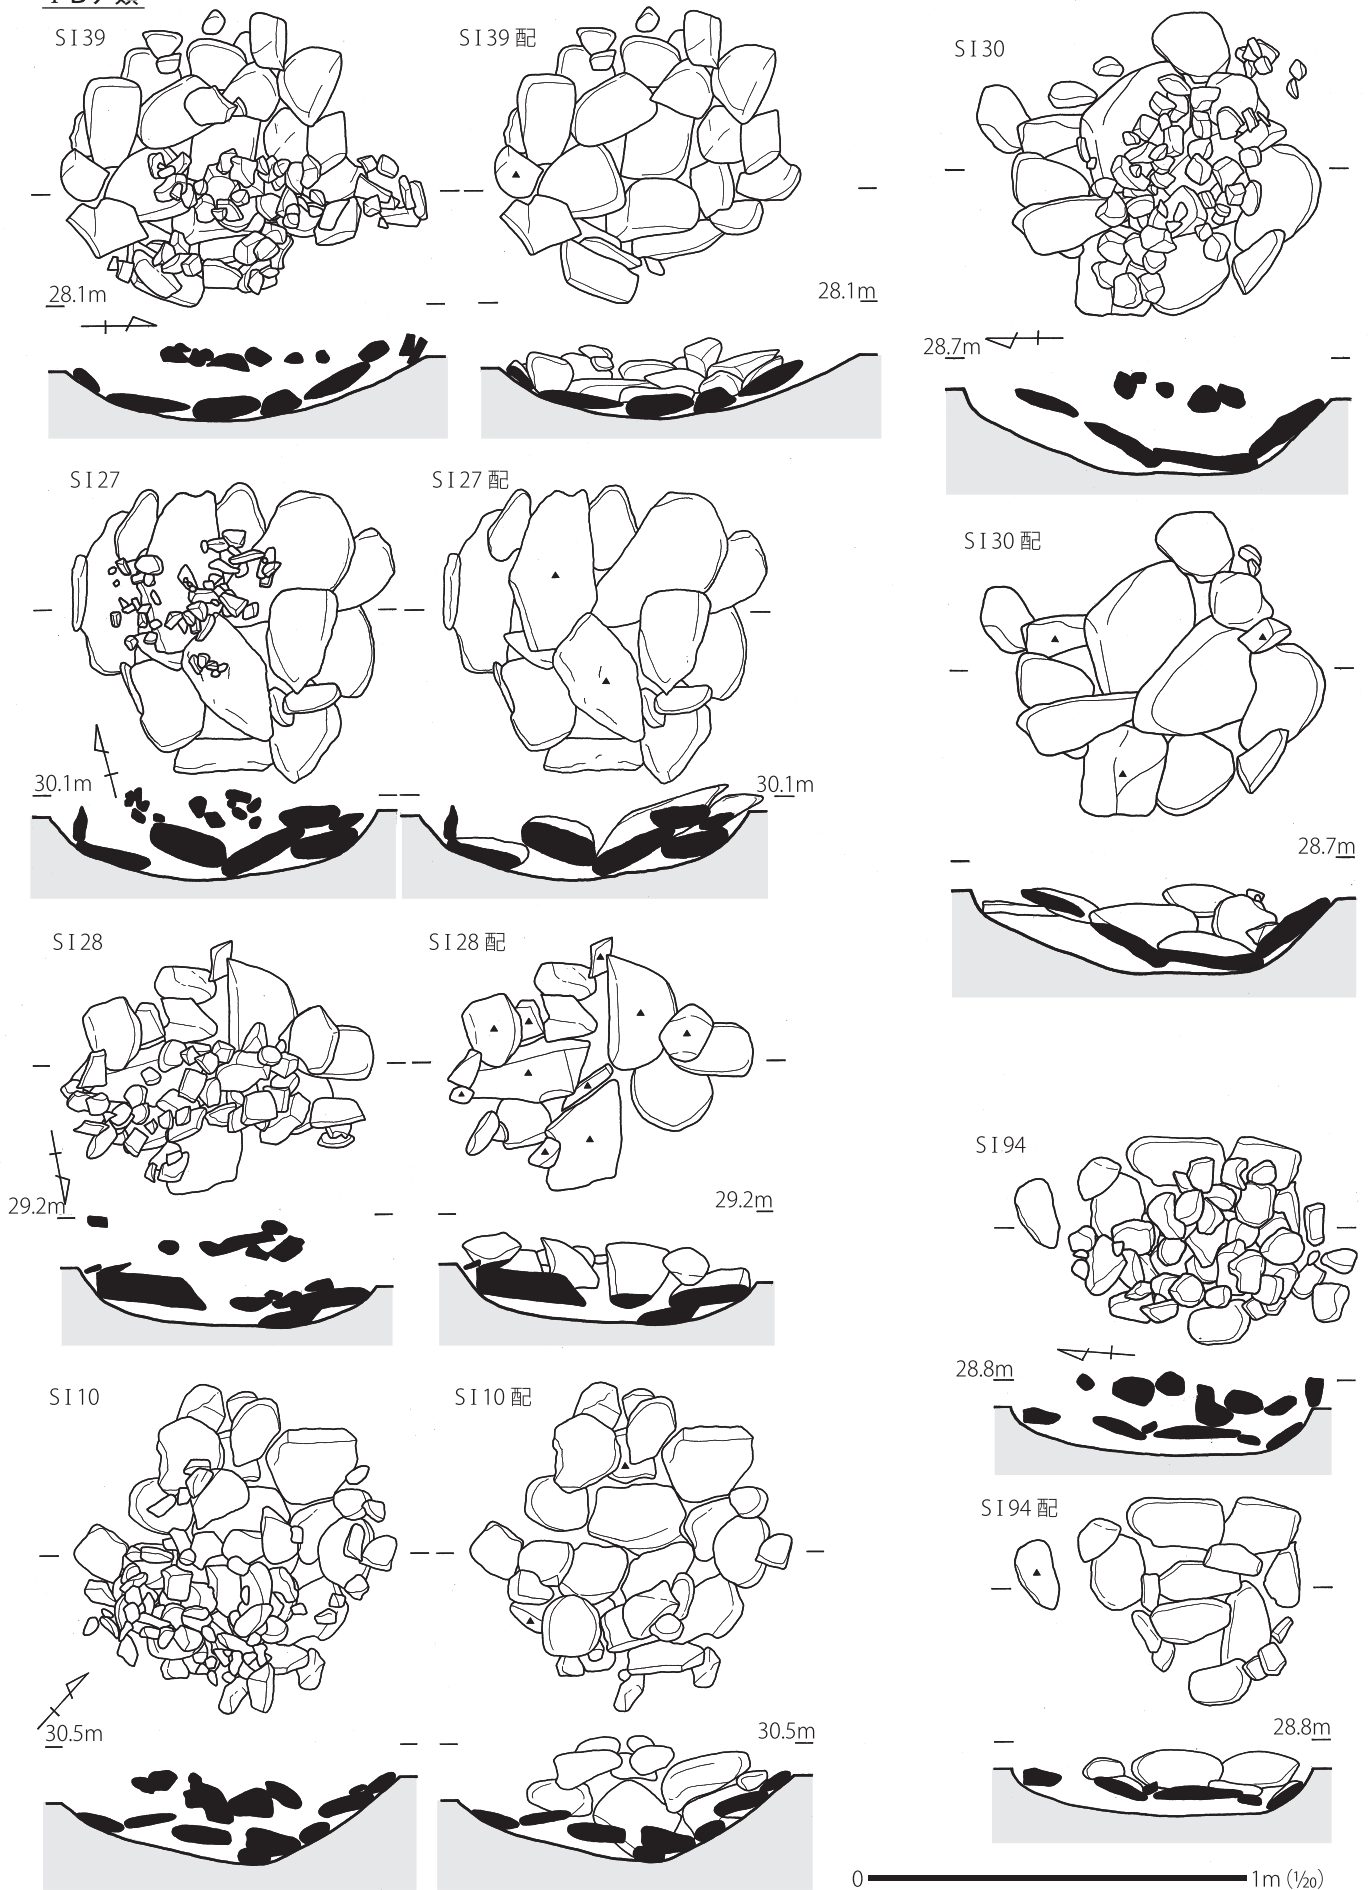 SI39
SI39配
SI30
28.1m
28.1m
28.7m
SI27
SI27配
SI30配
30.1m
30.1m
28.7m
SI28
SI28配
29.2m
29.2m
SI94
28.8m
SI10
SI10配
SI94配
30.5m
30.5m
28.8m
0 1m (1/20)